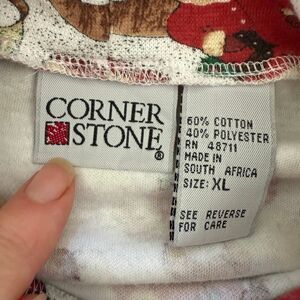 CORNER
STONE®
60% COTTON
40% POLYESTER
RN 48711
MADE IN
SOUTH AFRICA
SIZE: XL
SEE REVERSE
FOR CARE